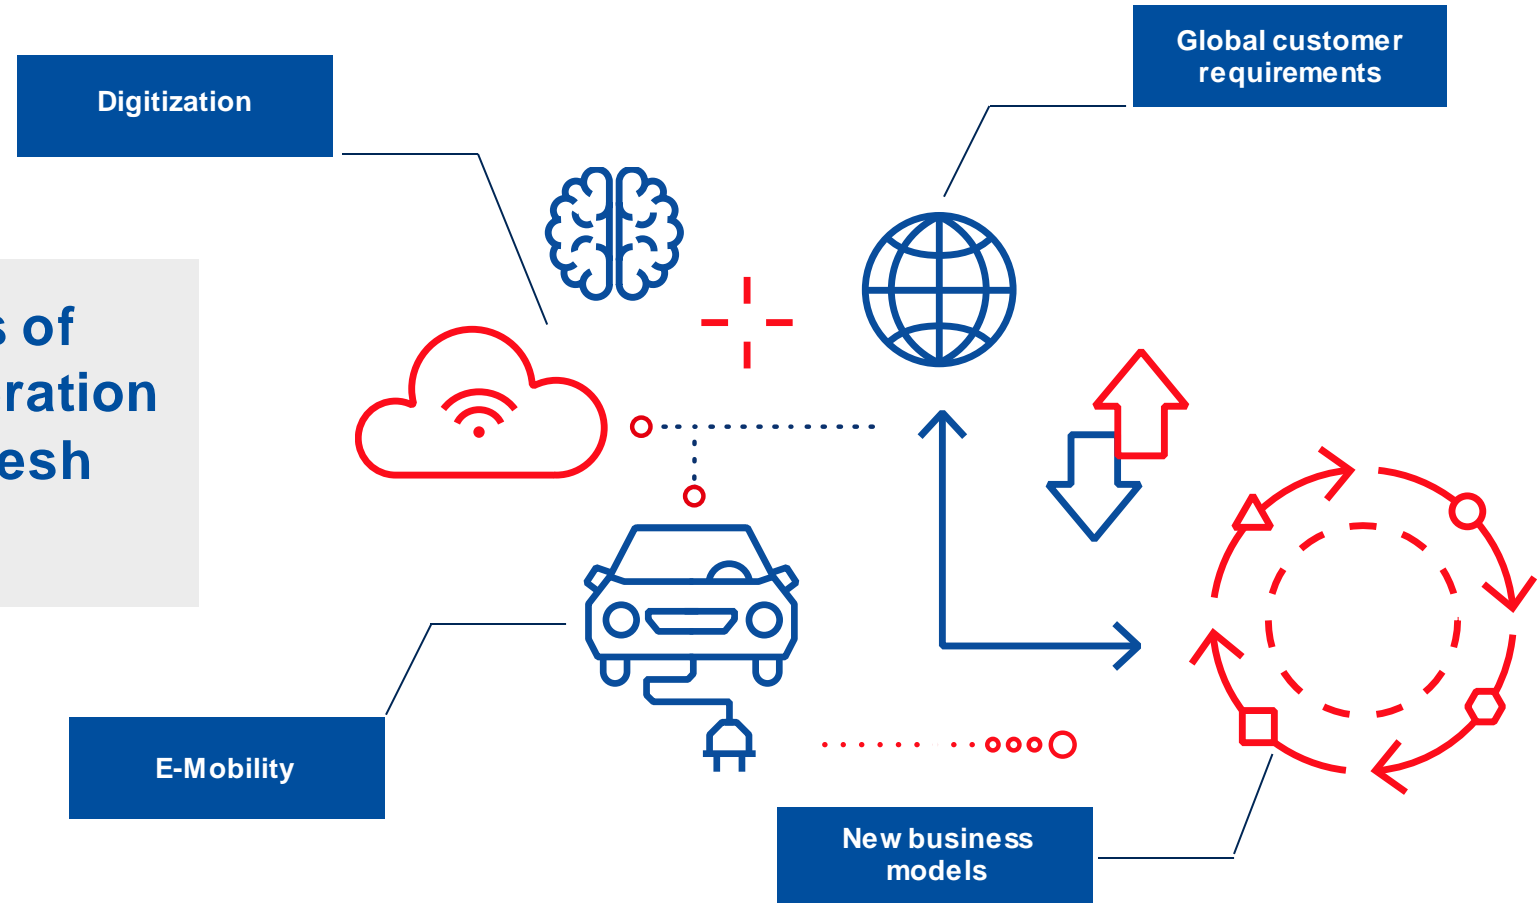 Global customer
requirements
Digitization
s of
ration
esh
E-Mobility
New business
models